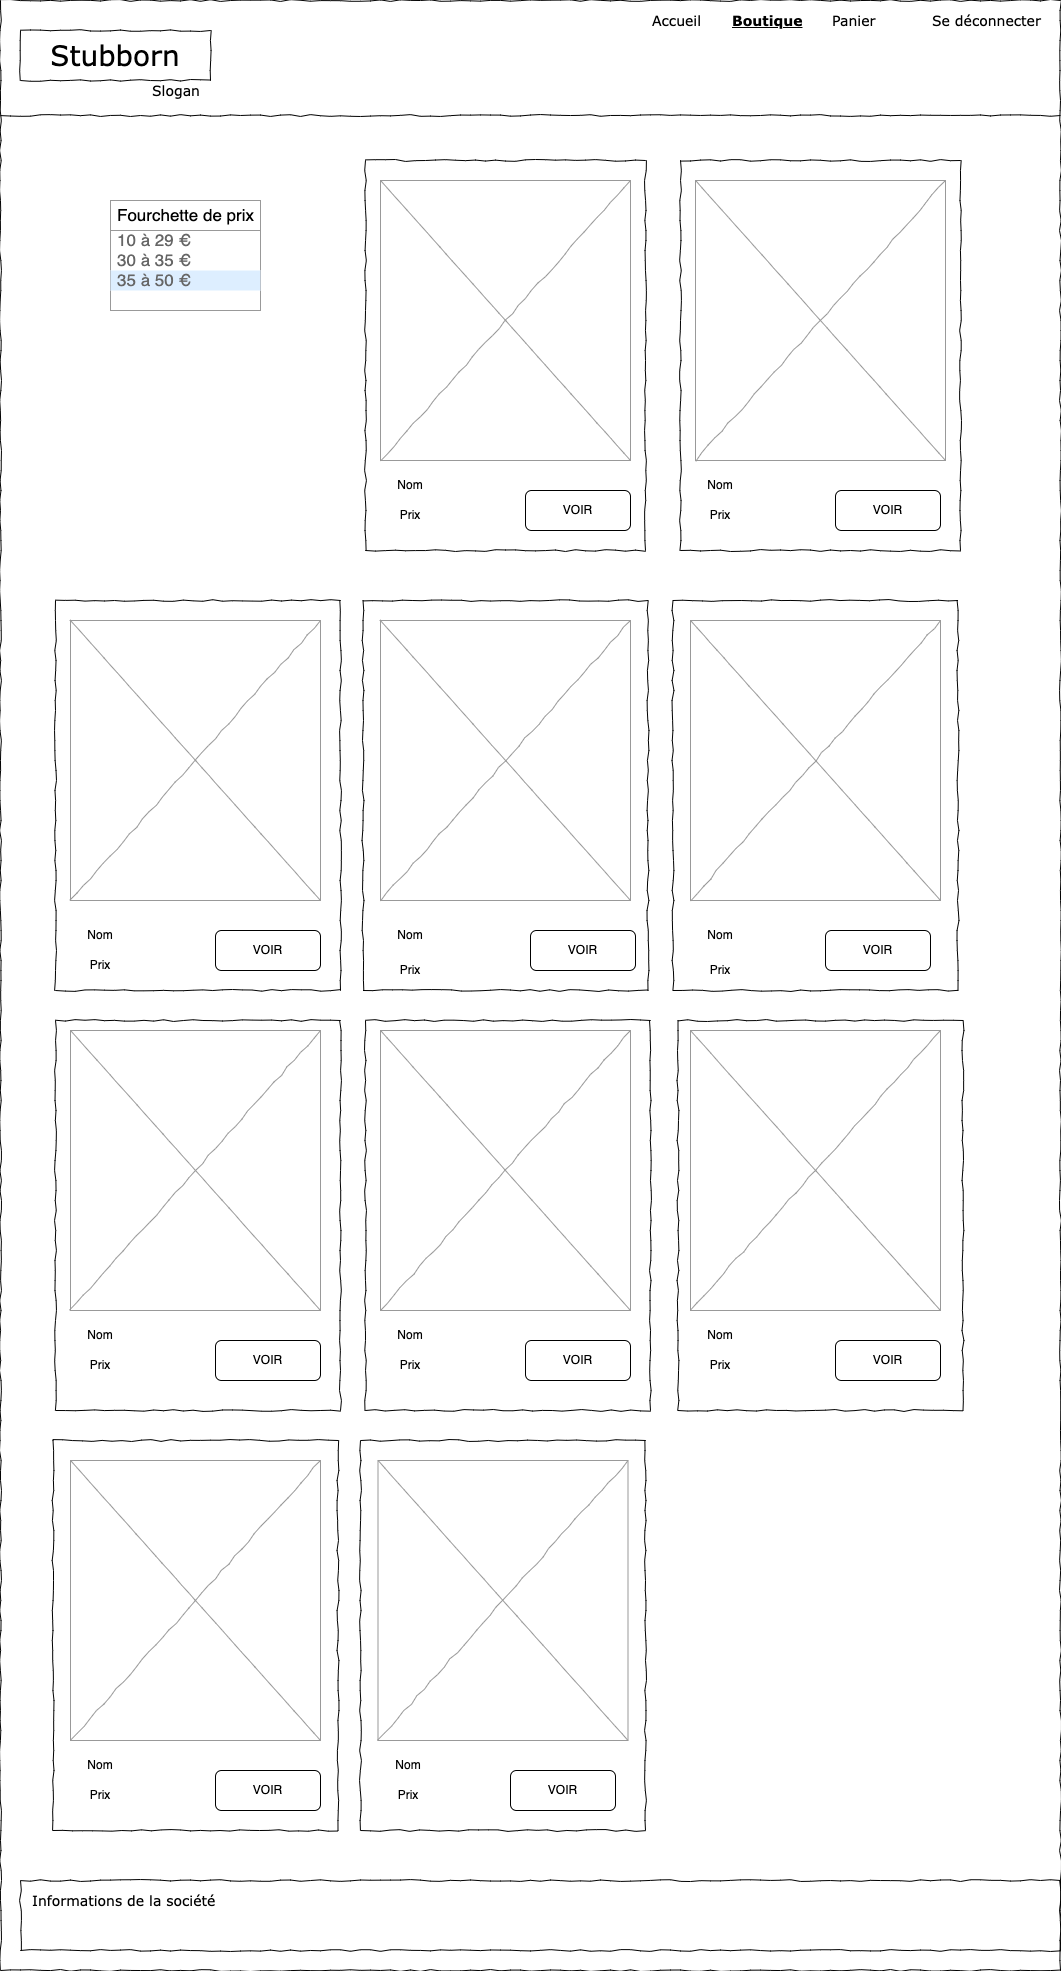 Accueil
Boutique
Panier
Se déconnecter
Stubborn
Slogan
Fourchette de prix
10 à 29 €
30 à 35 €
35 à 50 €
Nom
Prix
VOIR
Nom
Prix
VOIR
Nom
Prix
VOIR
Nom
Prix
VOIR
Nom
Prix
VOIR
Nom
Prix
VOIR
Nom
Prix
VOIR
Nom
Prix
VOIR
Nom
Prix
VOIR
Nom
Prix
VOIR
Informations de la société